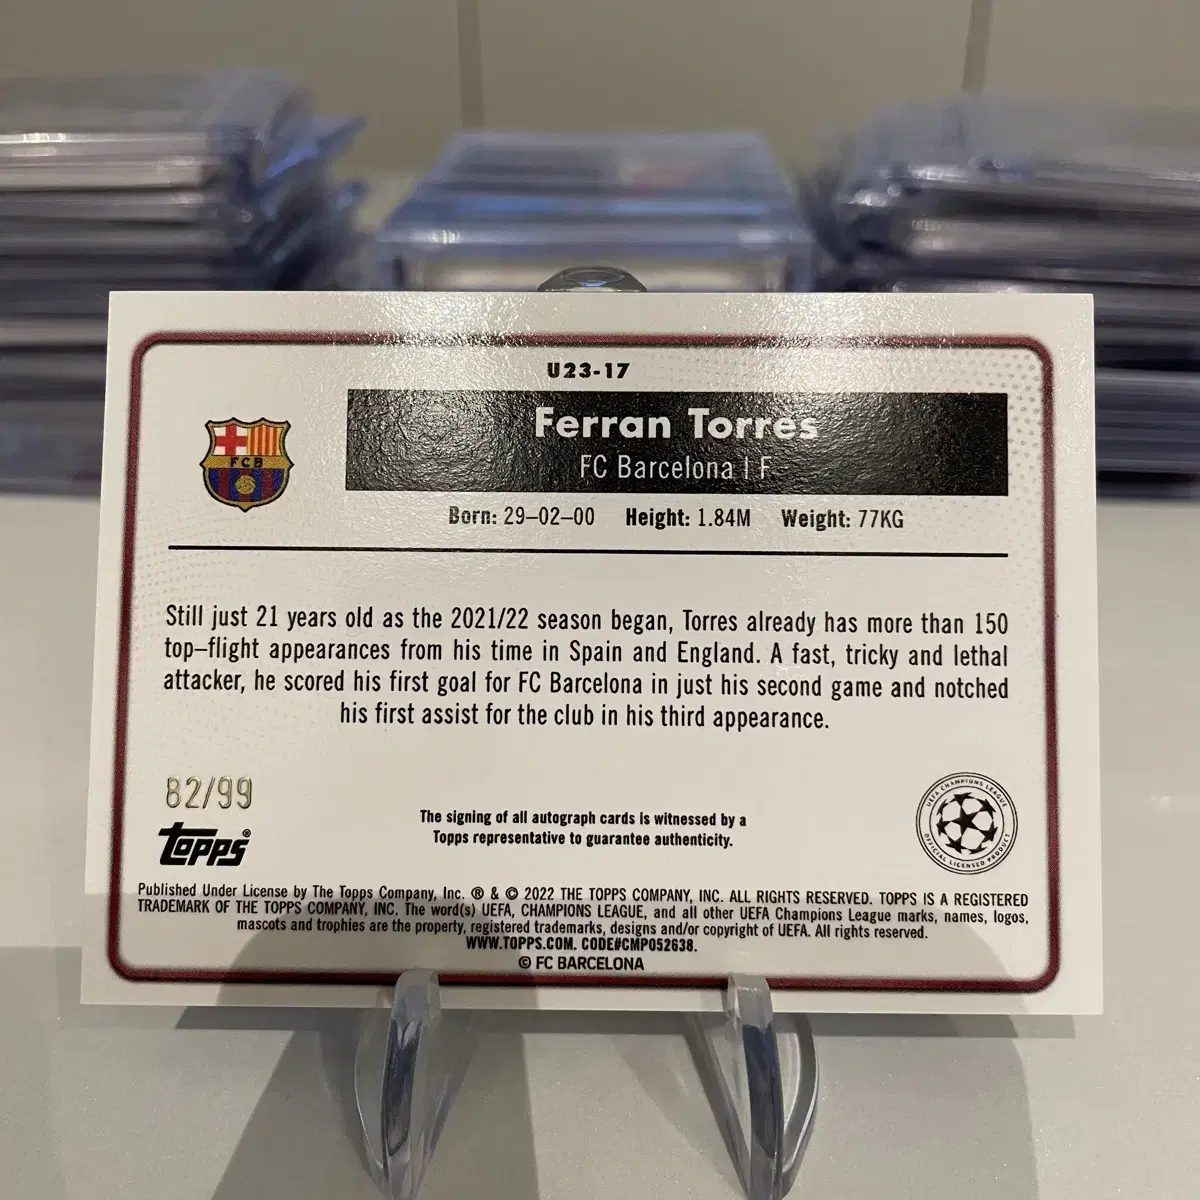 U23-17
Ferran Torres
FC Barcelona | F
FCB
Born: 29-02-00 Height: 1.84M Weight: 77KG
Still just 21 years old as the 2021/22 season began, Torres already has more than 150
top-flight appearances from his time in Spain and England. A fast, tricky and lethal
attacker, he scored his first goal for FC Barcelona in just his second game and notched
his first assist for the club in his third appearance.
82/99
Topps®
The signing of all autograph cards is witnessed by a
Topps representative to guarantee authenticity.
UEFA CHAMPIONS LEAGUE
OFFICIAL LICENSED PRODUCT
Published Under License by The Topps Company, Inc. ® & © 2022 THE TOPPS COMPANY, INC. ALL RIGHTS RESERVED. TOPPS IS A REGISTERED
TRADEMARK OF THE TOPPS COMPANY, INC. The word(s) UEFA, CHAMPIONS LEAGUE, and all other UEFA Champions League marks, names, logos,
mascots and trophies are the property, registered trademarks, designs and/or copyright of UEFA. All rights reserved.
WWW.TOPPS.COM. CODE#CMP052638.
© FC BARCELONA